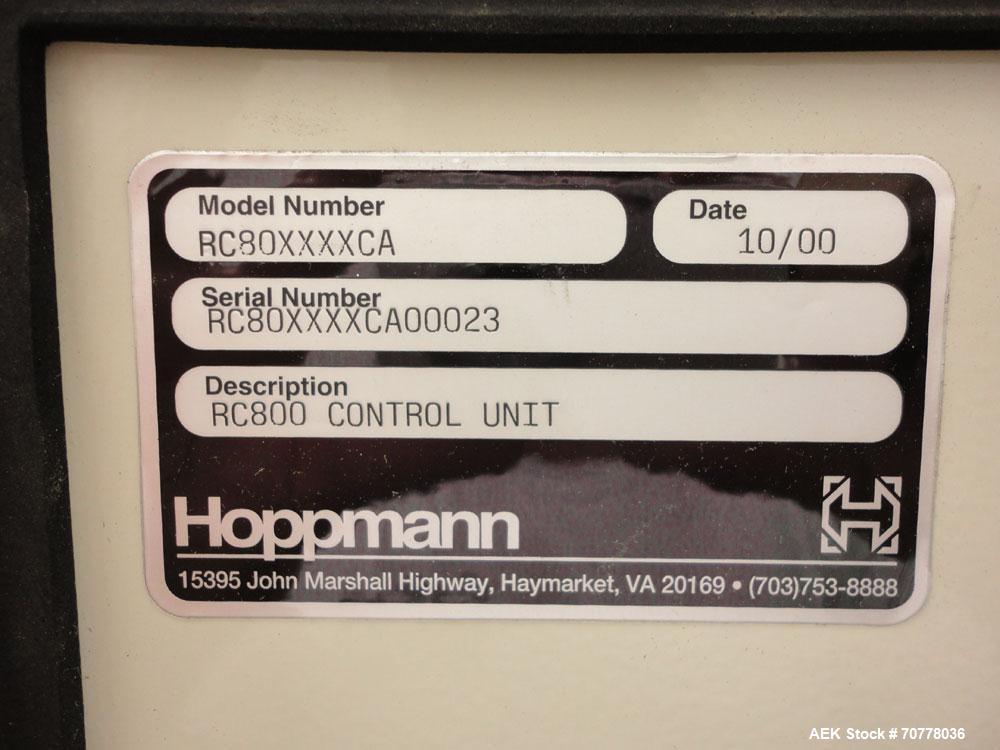 Model Number
RC80XXXXCA
Date
10/00
Serial Number
RC80XXXXCA00023
Description
RC800 CONTROL UNIT
Hoppmann
15395 John Marshall Highway, Haymarket, VA 20169 • (703)753-8888
AEK Stock # 70778036